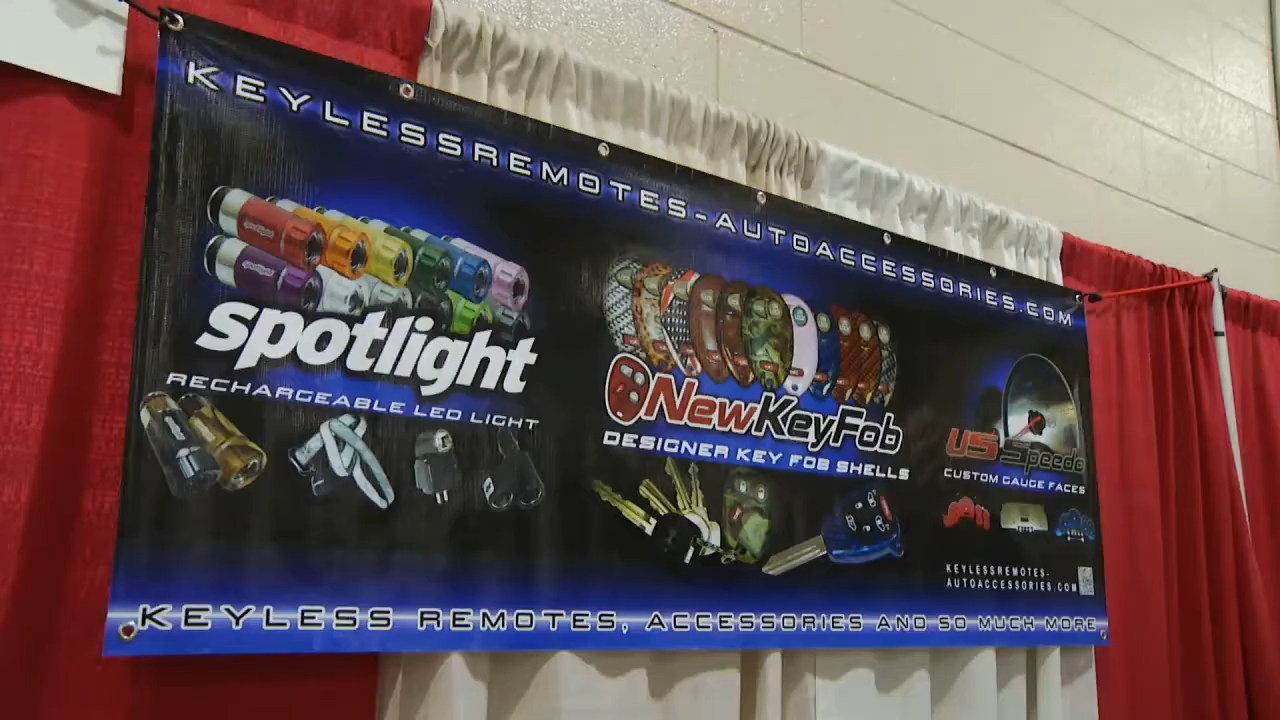 KEYLESSREMOTES-AUTOACCESSORIES.COM
spotlight
RECHARGEABLE LED LIGHT
NewKeyFob
DESIGNER KEY FOB SHELLS
US Speedo
CUSTOM GAUGE FACES
KEYLESSREMOTES-
AUTOACCESSORIES.COM
KEYLESS REMOTES, ACCESSORIES AND SO MUCH MORE